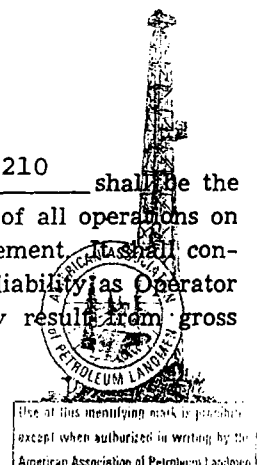 210
shall be the
of all operations on
ement. It shall con-
liability as Operator
y result from gross
AMERICAN ASSOCIATION
OF PETROLEUM LANDMEN
Use of this identifying mark is
except when authorized in writing by the
American Association of Petroleum Landmen